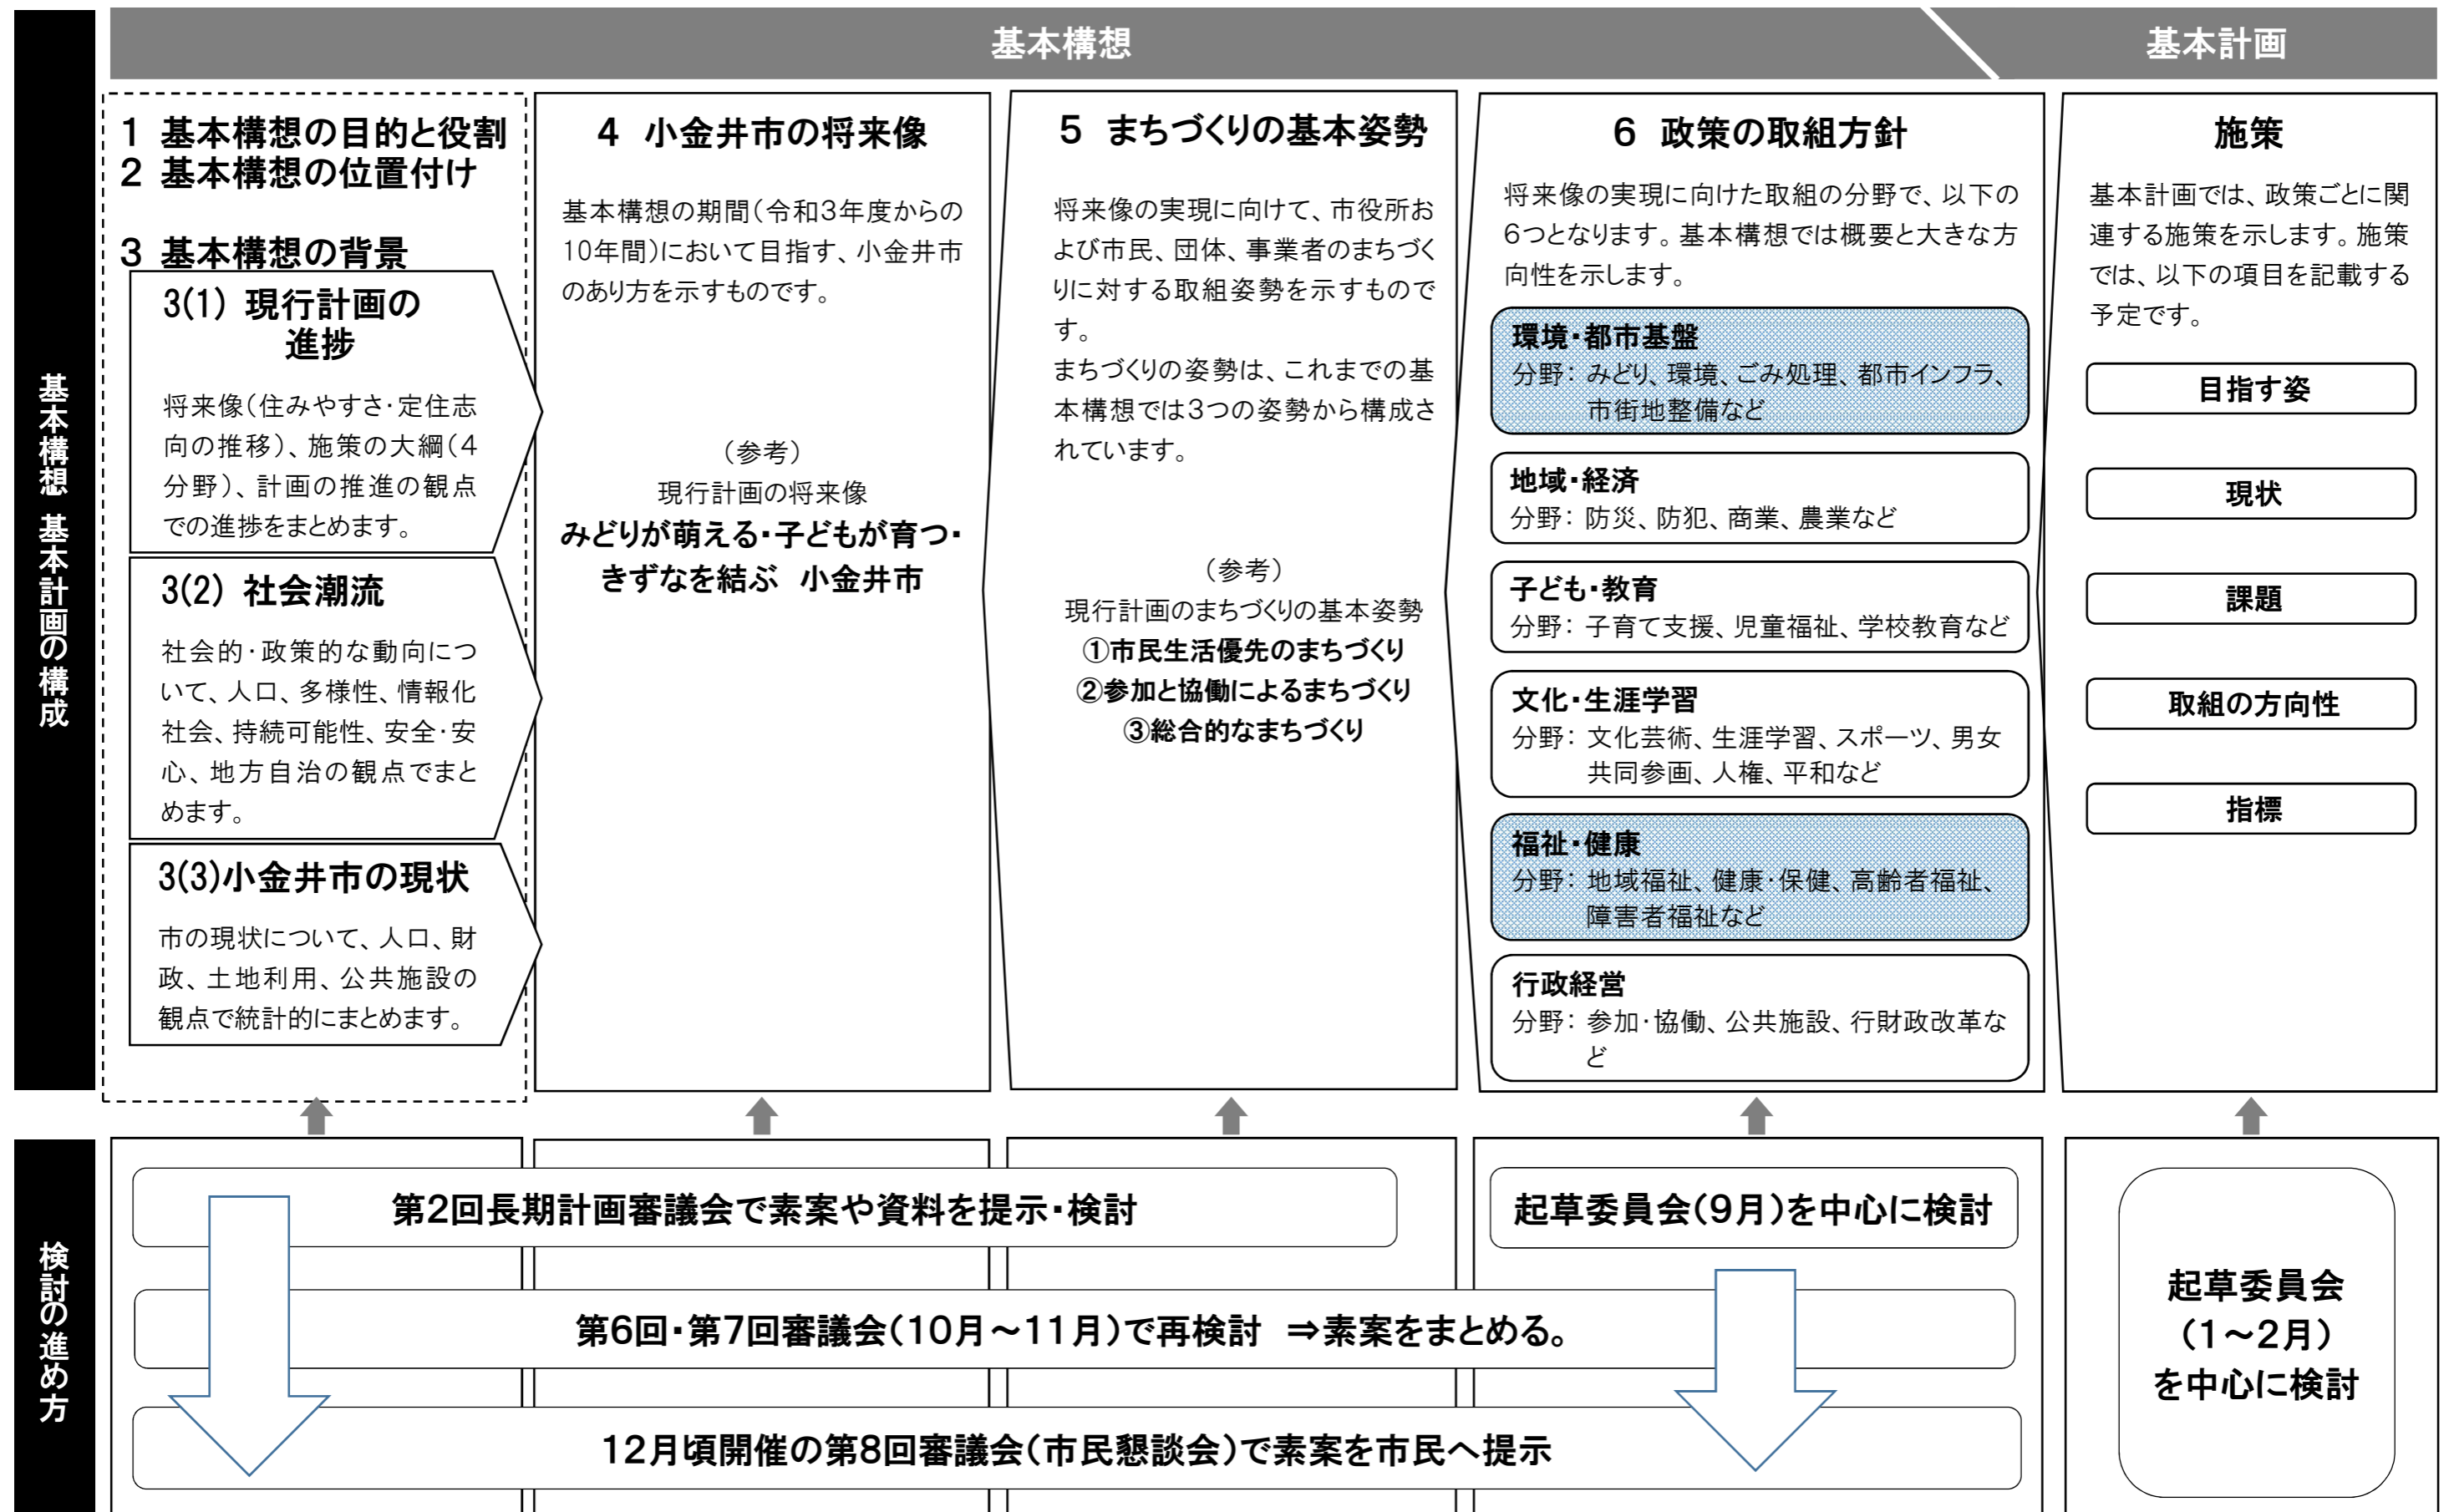 基本構想
基本計画
基本構想 基本計画の構成
1 基本構想の目的と役割
2 基本構想の位置付け
3 基本構想の背景
3(1) 現行計画の
進捗
将来像(住みやすさ・定住志
向の推移)、施策の大綱(4
分野)、計画の推進の観点
での進捗をまとめます。
3(2) 社会潮流
社会的・政策的な動向につ
いて、人口、多様性、情報化
社会、持続可能性、安全・安
心、地方自治の観点でまと
めます。
3(3)小金井市の現状
市の現状について、人口、財
政、土地利用、公共施設の
観点で統計的にまとめます。
4 小金井市の将来像
基本構想の期間(令和3年度からの
10年間)において目指す、小金井市
のあり方を示すものです。
(参考)
現行計画の将来像
みどりが萌える・子どもが育つ・
きずなを結ぶ 小金井市
5 まちづくりの基本姿勢
将来像の実現に向けて、市役所お
よび市民、団体、事業者のまちづく
りに対する取組姿勢を示すもので
す。
まちづくりの姿勢は、これまでの基
本構想では3つの姿勢から構成さ
れています。
(参考)
現行計画のまちづくりの基本姿勢
①市民生活優先のまちづくり
②参加と協働によるまちづくり
③総合的なまちづくり
6 政策の取組方針
将来像の実現に向けた取組の分野で、以下の
6つとなります。基本構想では概要と大きな方
向性を示します。
環境・都市基盤
分野: みどり、環境、ごみ処理、都市インフラ、
市街地整備など
地域・経済
分野: 防災、防犯、商業、農業など
子ども・教育
分野: 子育て支援、児童福祉、学校教育など
文化・生涯学習
分野: 文化芸術、生涯学習、スポーツ、男女
共同参画、人権、平和など
福祉・健康
分野: 地域福祉、健康・保健、高齢者福祉、
障害者福祉など
行政経営
分野: 参加・協働、公共施設、行財政改革な
ど
施策
基本計画では、政策ごとに関
連する施策を示します。施策
では、以下の項目を記載する
予定です。
目指す姿
現状
課題
取組の方向性
指標
検討の進め方
第2回長期計画審議会で素案や資料を提示・検討
起草委員会(9月)を中心に検討
第6回・第7回審議会(10月~11月)で再検討 ⇒素案をまとめる。
12月頃開催の第8回審議会(市民懇談会)で素案を市民へ提示
起草委員会
(1~2月)
を中心に検討